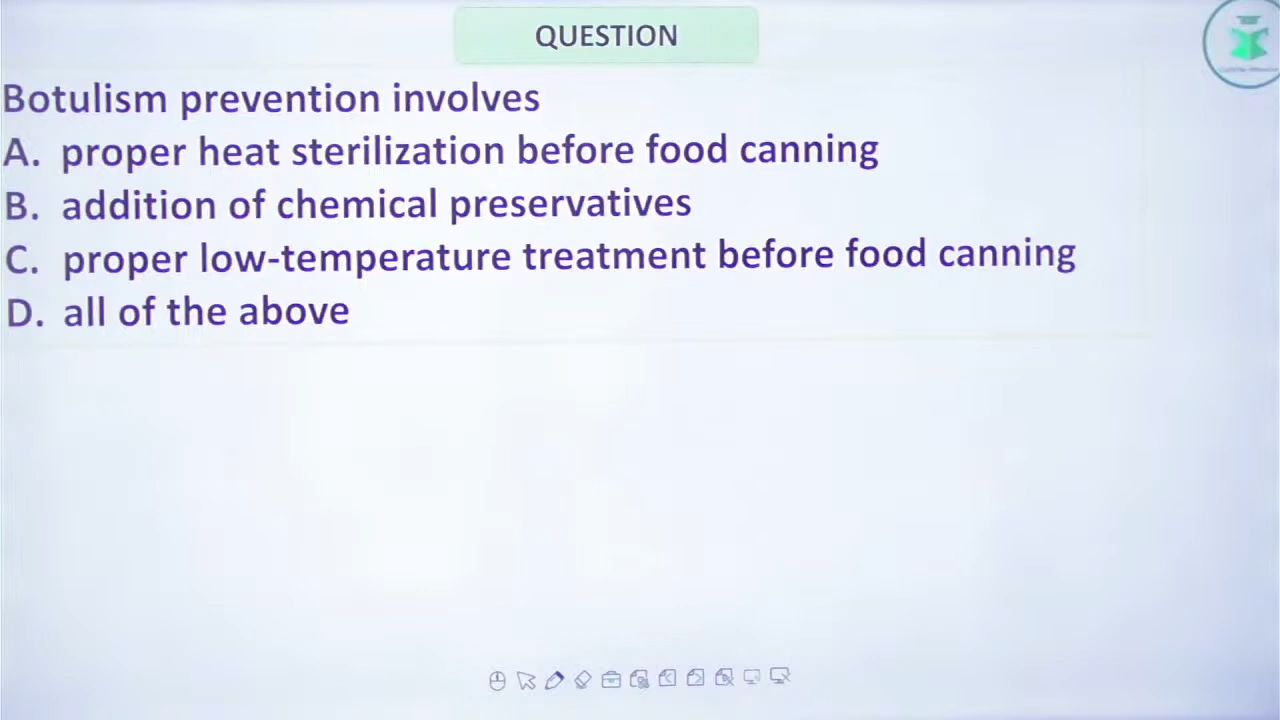 QUESTION
Botulism prevention involves
A. proper heat sterilization before food canning
B. addition of chemical preservatives
C. proper low-temperature treatment before food canning
D. all of the above